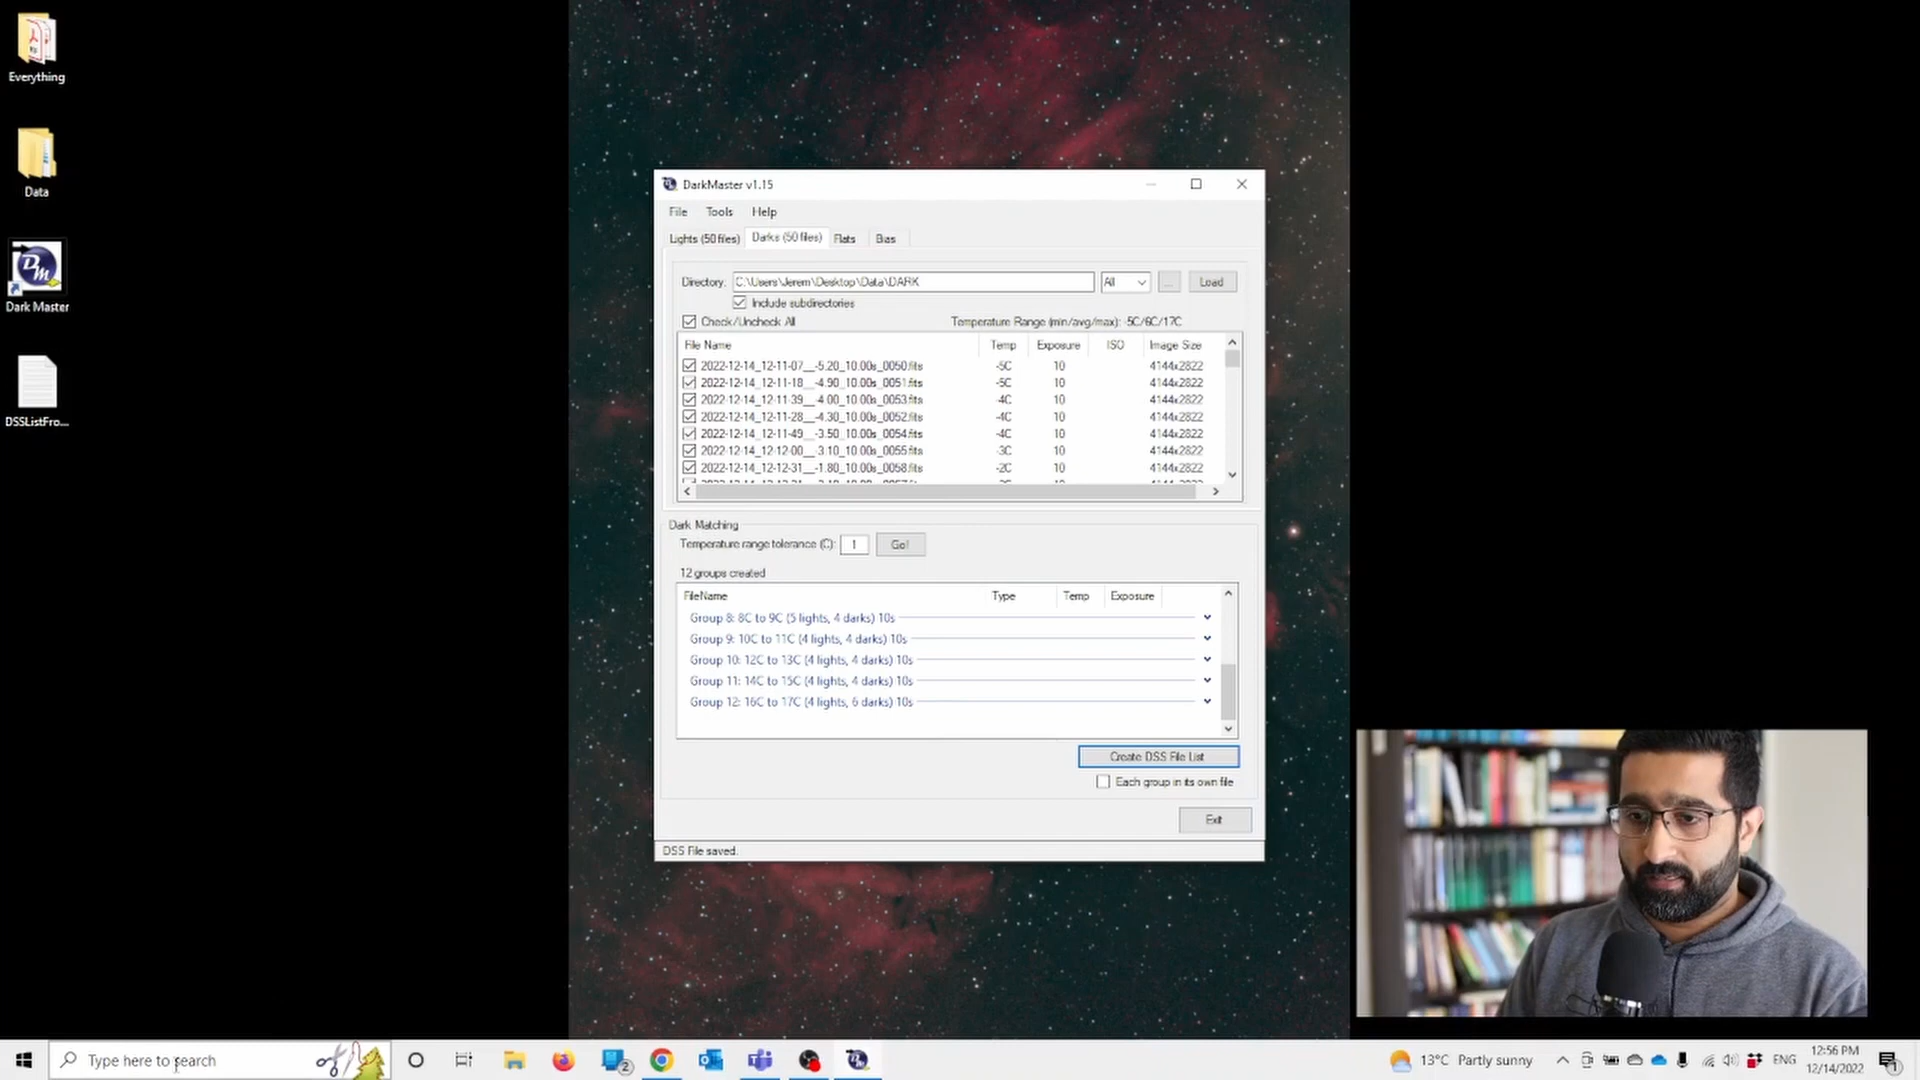 Everything
Data
Dark Master
DSSListFro...
DarkMaster v1.15
File Tools Help
Lights (50 files) Darks (50 files) Flats Bias
Directory: C:\Users\Jerem\Desktop\Data\DARK All ... Load
Include subdirectories
Check/Uncheck All Temperature Range (min/avg/max): -5C/6C/17C
File Name Temp Exposure ISO Image Size
2022-12-14_12-11-07__-5.20_10.00s_0050.fits -5C 10 4144x2822
2022-12-14_12-11-18__-4.90_10.00s_0051.fits -5C 10 4144x2822
2022-12-14_12-11-39__-4.00_10.00s_0053.fits -4C 10 4144x2822
2022-12-14_12-11-28__-4.30_10.00s_0052.fits -4C 10 4144x2822
2022-12-14_12-11-49__-3.50_10.00s_0054.fits -4C 10 4144x2822
2022-12-14_12-12-00__-3.10_10.00s_0055.fits -3C 10 4144x2822
2022-12-14_12-12-31__-1.80_10.00s_0058.fits -2C 10 4144x2822
Dark Matching
Temperature range tolerance (C): 1 Go!
12 groups created
FileName Type Temp Exposure
Group 8: 8C to 9C (5 lights, 4 darks) 10s
Group 9: 10C to 11C (4 lights, 4 darks) 10s
Group 10: 12C to 13C (4 lights, 4 darks) 10s
Group 11: 14C to 15C (4 lights, 4 darks) 10s
Group 12: 16C to 17C (4 lights, 6 darks) 10s
Create DSS File List
Each group in its own file
Exit
DSS File saved.
Type here to search
2
13°C Partly sunny
ENG
12:56 PM
12/14/2022
1